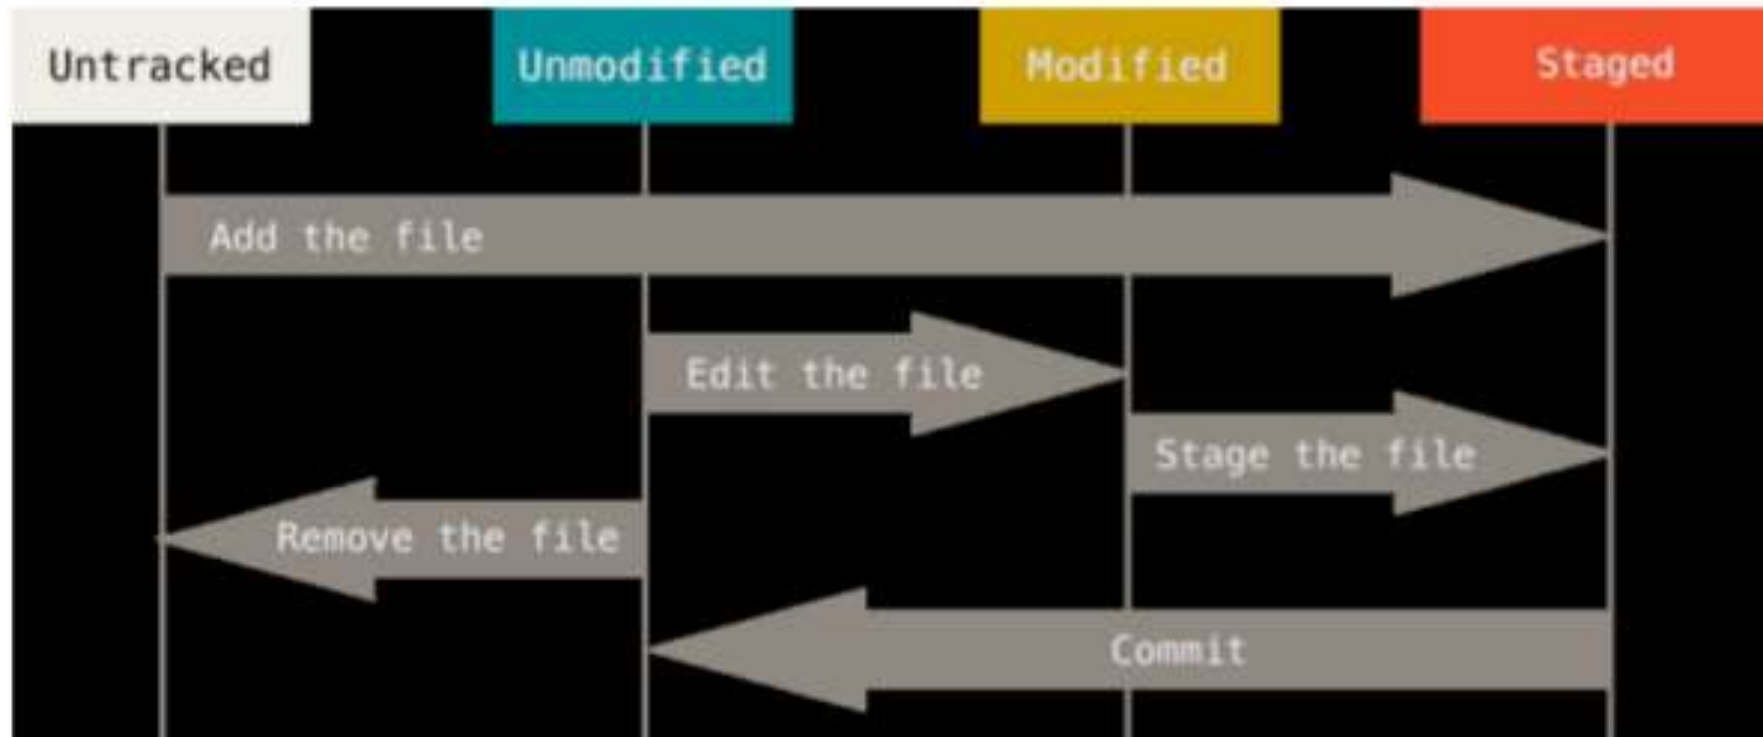 Untracked
Unmodified
Modified
Staged
Add the file
Edit the file
Stage the file
Remove the file
Commit